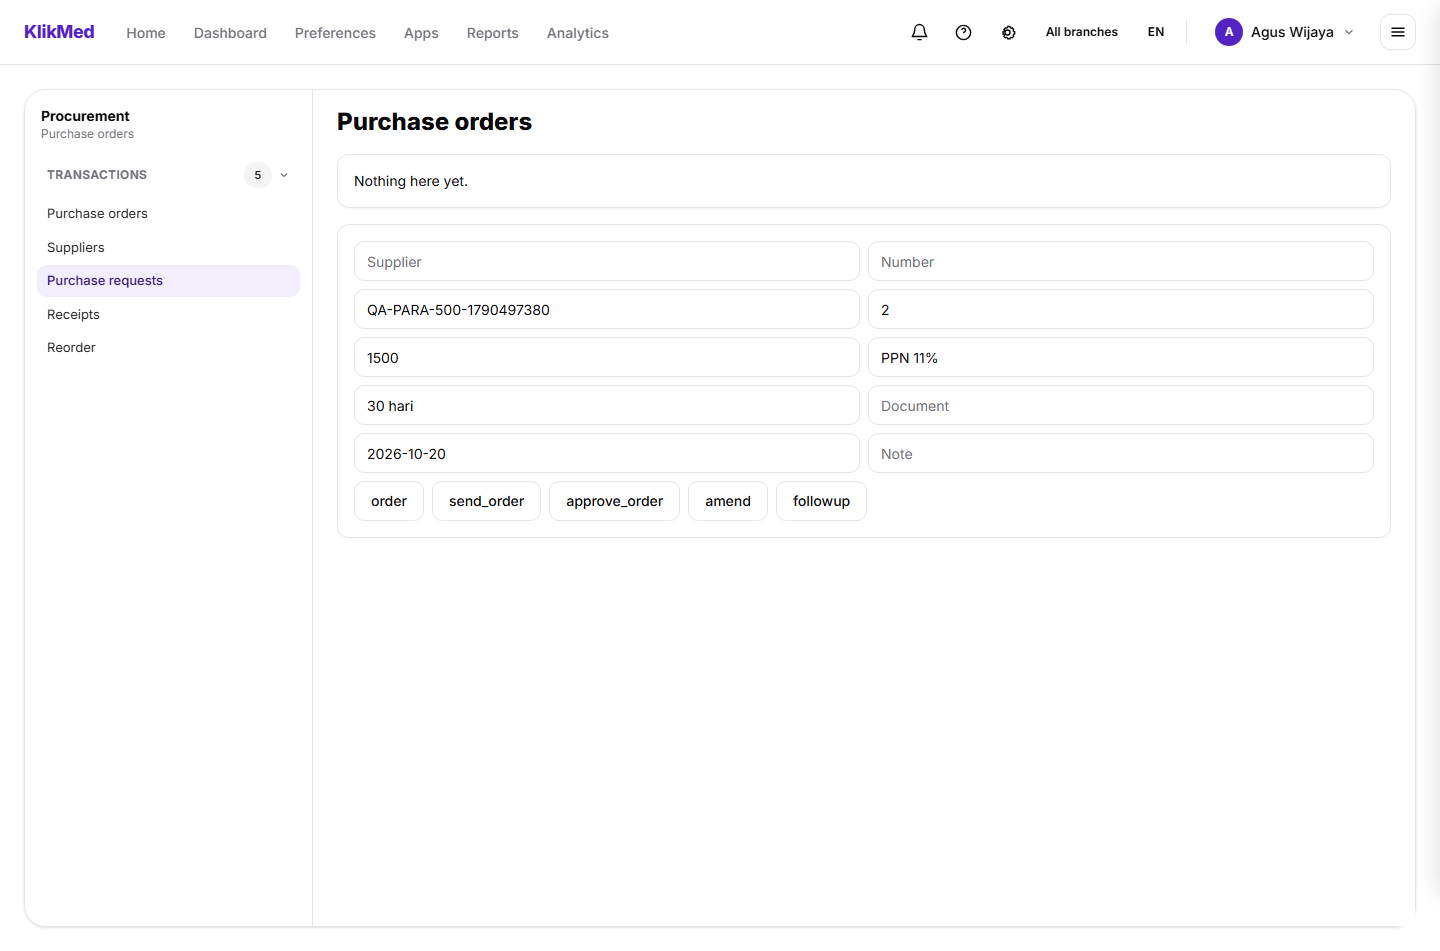 KlikMed Home Dashboard Preferences Apps Reports Analytics All branches EN A Agus Wijaya
Procurement
Purchase orders
TRANSACTIONS 5
Purchase orders
Suppliers
Purchase requests
Receipts
Reorder
Purchase orders
Nothing here yet.
Supplier Number
QA-PARA-500-1790497380 2
1500 PPN 11%
30 hari Document
2026-10-20 Note
order send_order approve_order amend followup